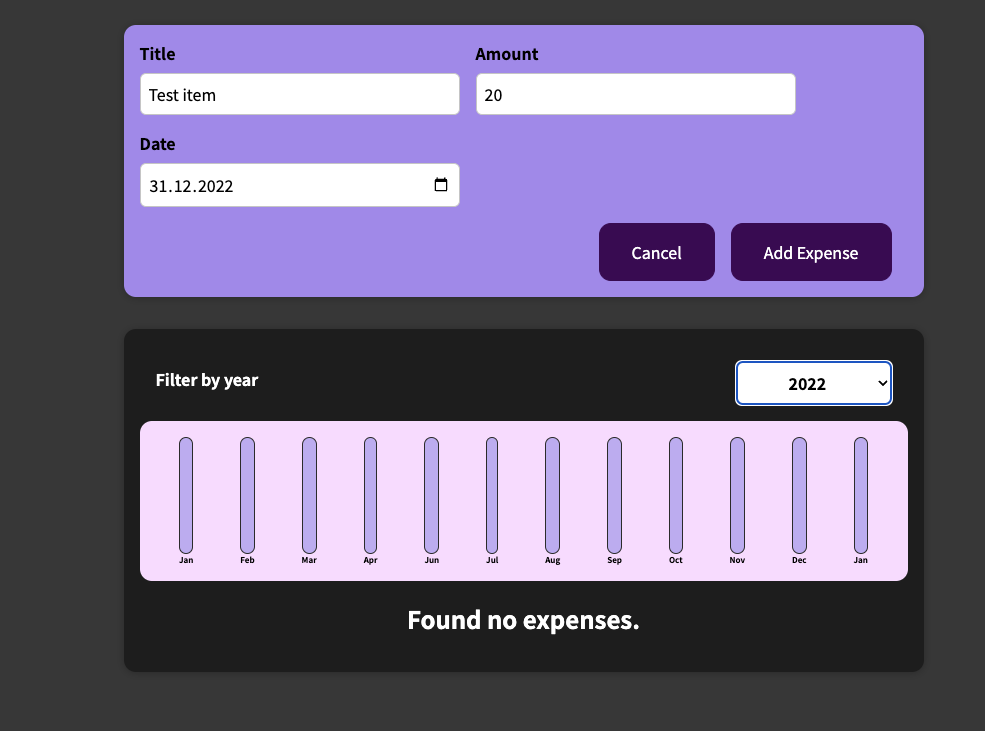 Title
Amount
Test item
20
Date
31.12.2022
Cancel
Add Expense
Filter by year
2022
Jan
Feb
Mar
Apr
Jun
Jul
Aug
Sep
Oct
Nov
Dec
Jan
Found no expenses.